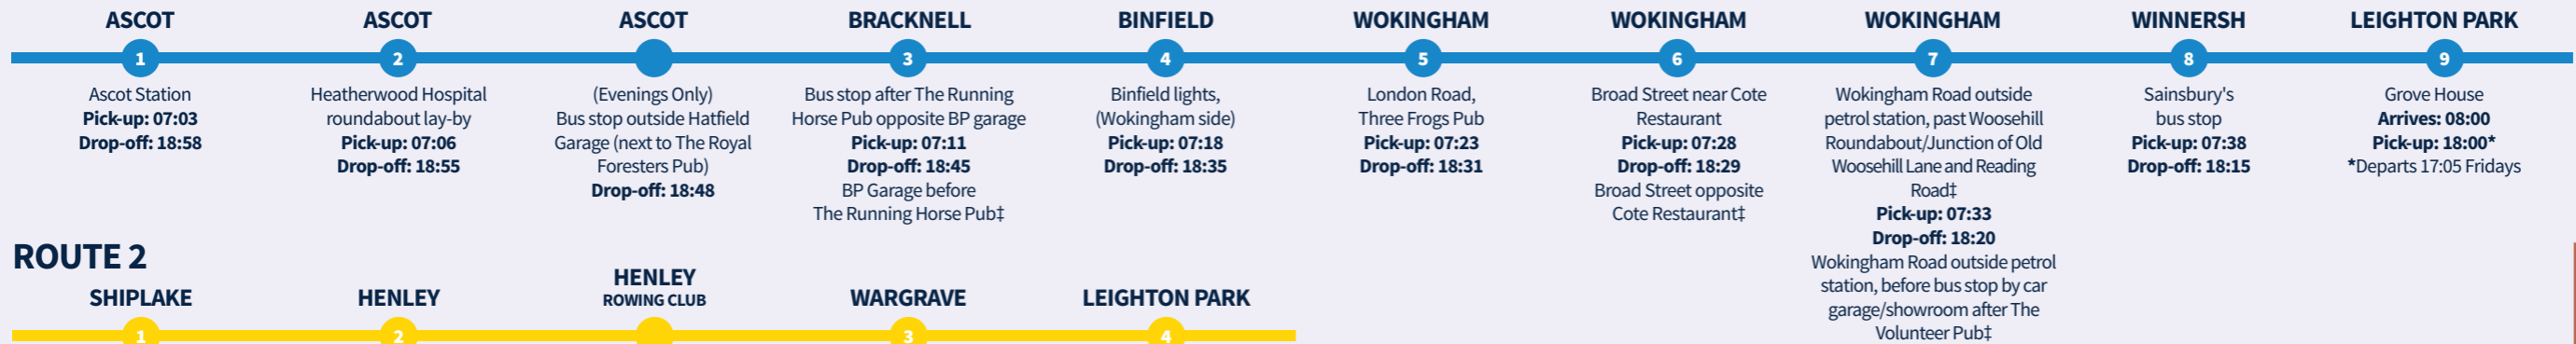 ASCOT
1
Ascot Station
Pick-up: 07:03
Drop-off: 18:58
ASCOT
2
Heatherwood Hospital
roundabout lay-by
Pick-up: 07:06
Drop-off: 18:55
ASCOT
(Evenings Only)
Bus stop outside Hatfield
Garage (next to The Royal
Foresters Pub)
Drop-off: 18:48
BRACKNELL
3
Bus stop after The Running
Horse Pub opposite BP garage
Pick-up: 07:11
Drop-off: 18:45
BP Garage before
The Running Horse Pub‡
BINFIELD
4
Binfield lights,
(Wokingham side)
Pick-up: 07:18
Drop-off: 18:35
WOKINGHAM
5
London Road,
Three Frogs Pub
Pick-up: 07:23
Drop-off: 18:31
WOKINGHAM
6
Broad Street near Cote
Restaurant
Pick-up: 07:28
Drop-off: 18:29
Broad Street opposite
Cote Restaurant‡
WOKINGHAM
7
Wokingham Road outside
petrol station, past Woosehill
Roundabout/Junction of Old
Woosehill Lane and Reading
Road‡
Pick-up: 07:33
Drop-off: 18:20
Wokingham Road outside petrol
station, before bus stop by car
garage/showroom after The
Volunteer Pub‡
WINNERSH
8
Sainsbury's
bus stop
Pick-up: 07:38
Drop-off: 18:15
LEIGHTON PARK
9
Grove House
Arrives: 08:00
Pick-up: 18:00*
*Departs 17:05 Fridays
ROUTE 2
SHIPLAKE
1
HENLEY
2
HENLEY
ROWING CLUB
WARGRAVE
3
LEIGHTON PARK
4